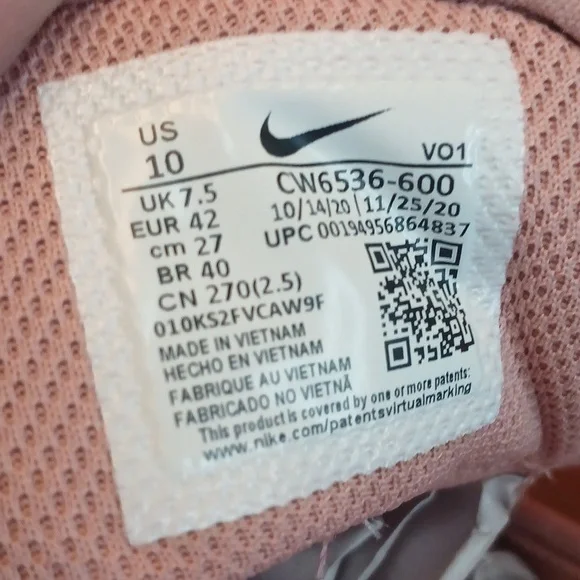 US
10
VO1
UK 7.5
CW6536-600
EUR 42
10/14/20 | 11/25/20
cm 27
UPC 00194956864837
BR 40
CN 270(2.5)
010KS2FVCAW9F
MADE IN VIETNAM
HECHO EN VIETNAM
FABRIQUE AU VIETNAM
FABRICADO NO VIETNÃ
This product is covered by one or more patents:
www.nike.com/patentsvirtualmarking